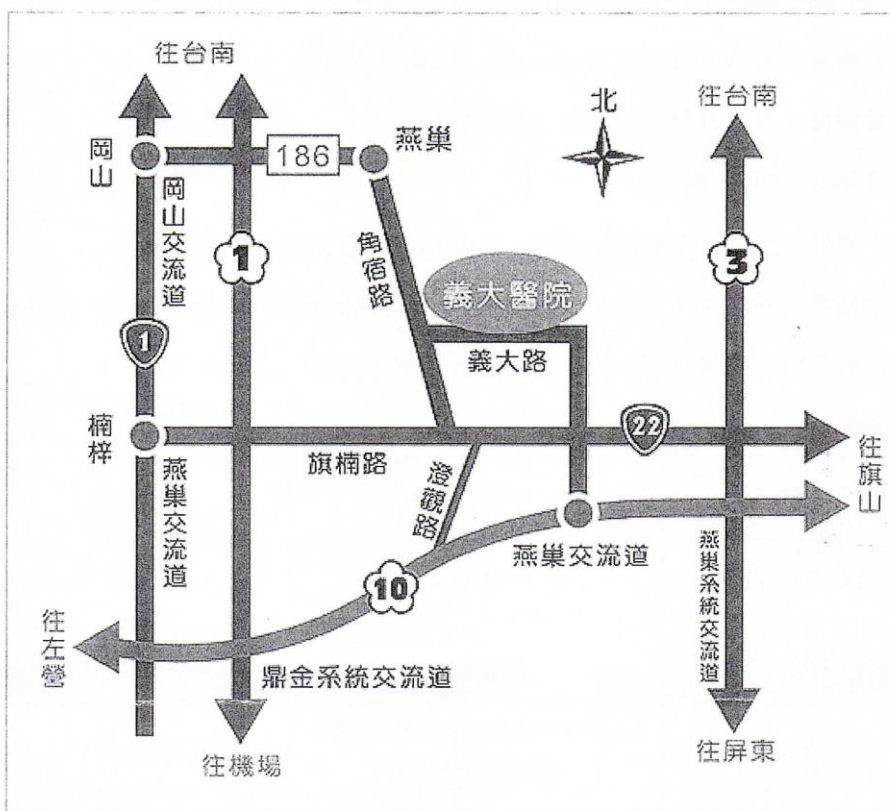 往台南
北
往台南
岡山
186
燕巢
岡山交流道
1
角宿路
3
義大醫院
1
義大路
楠梓
22
旗楠路
往旗山
燕巢交流道
澄觀路
燕巢交流道
10
燕巢系統交流道
往左營
鼎金系統交流道
往機場
往屏東